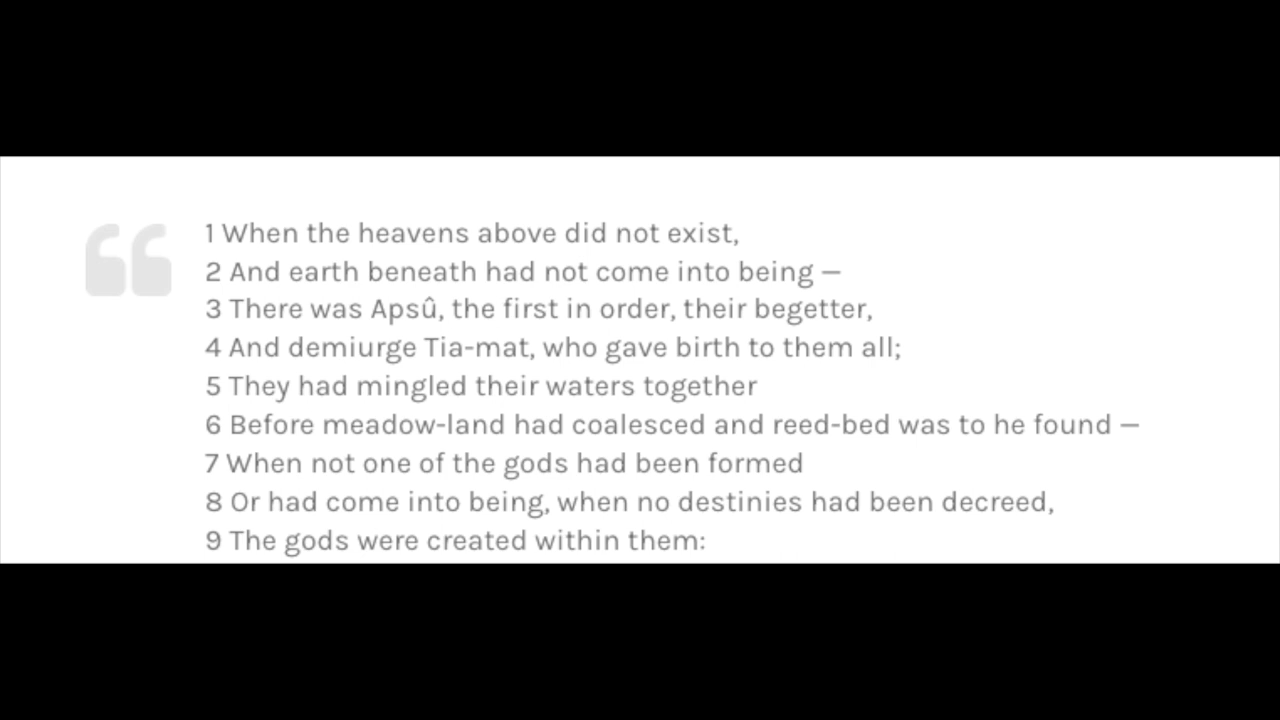 1 When the heavens above did not exist,
2 And earth beneath had not come into being —
3 There was Apsû, the first in order, their begetter,
4 And demiurge Tia-mat, who gave birth to them all;
5 They had mingled their waters together
6 Before meadow-land had coalesced and reed-bed was to he found —
7 When not one of the gods had been formed
8 Or had come into being, when no destinies had been decreed,
9 The gods were created within them: